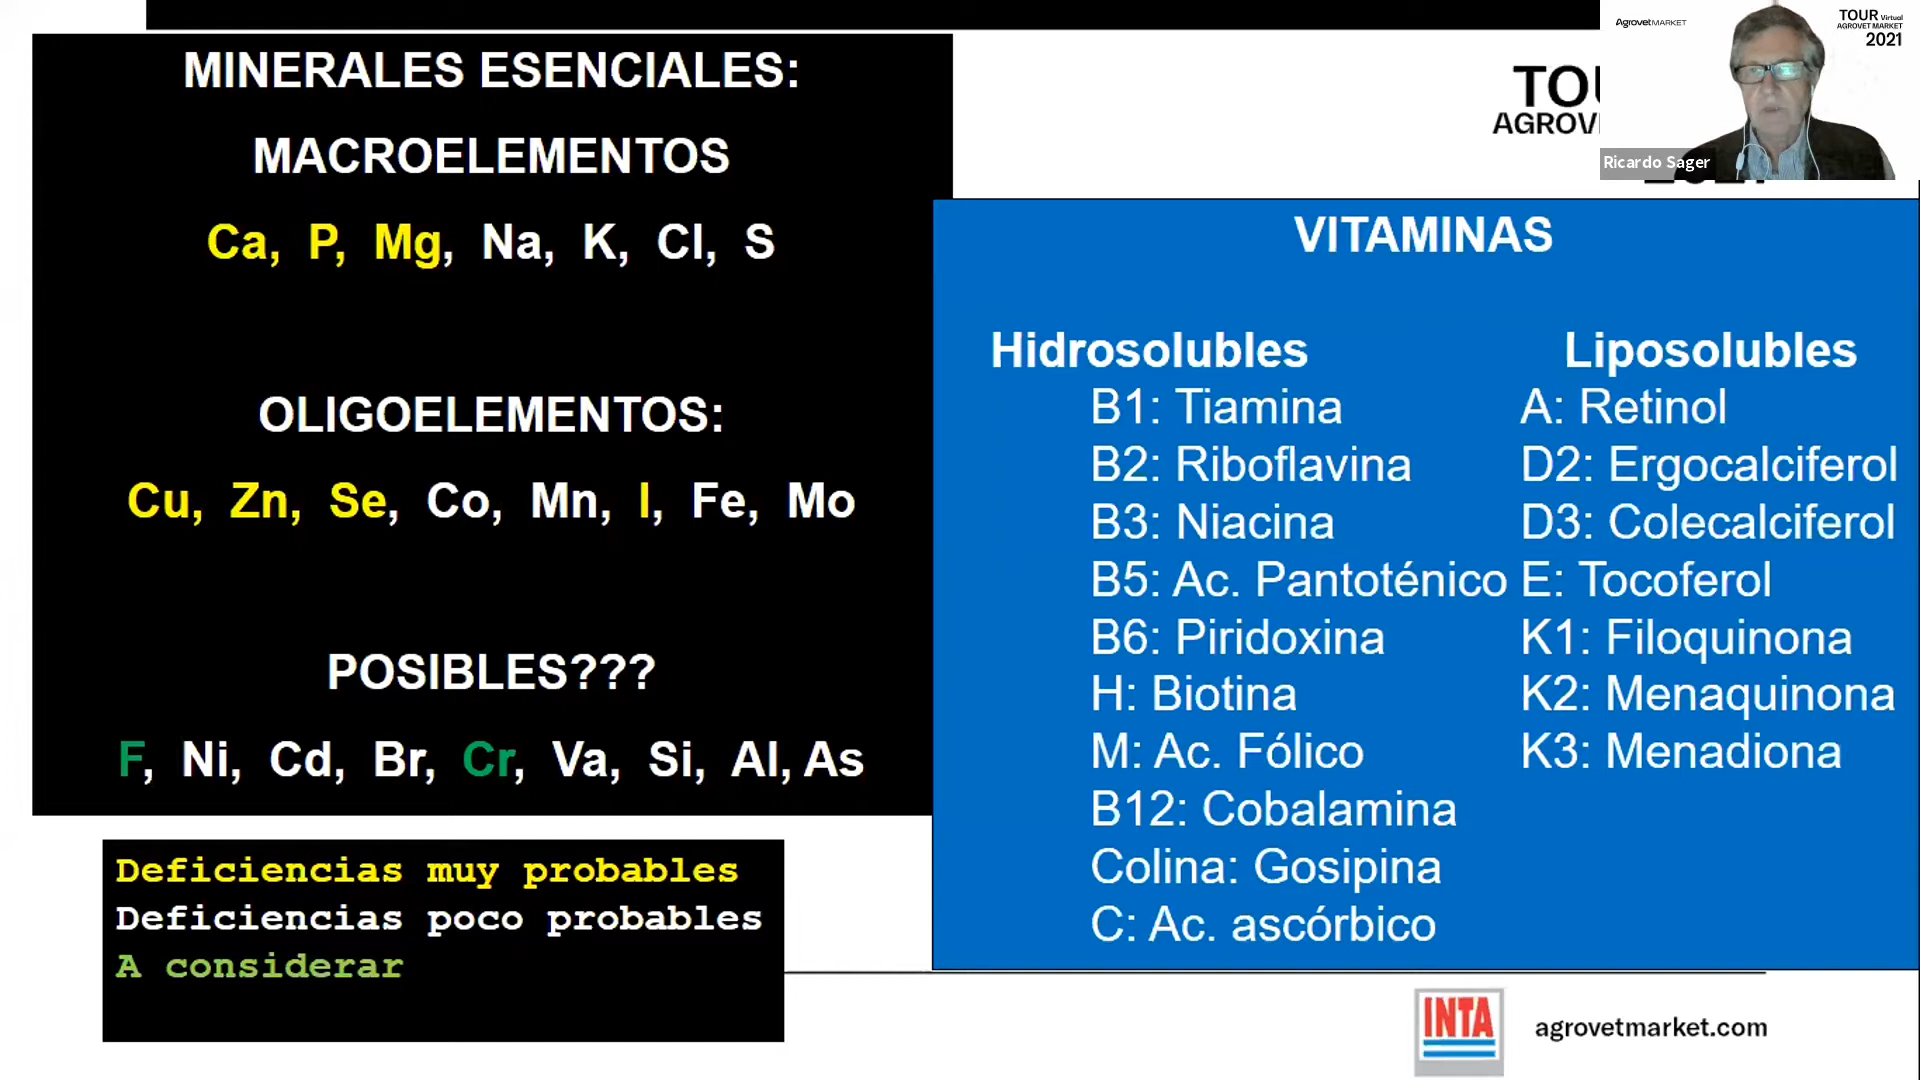 MINERALES ESENCIALES:
MACROELEMENTOS
Ca, P, Mg, Na, K, Cl, S
OLIGOELEMENTOS:
Cu, Zn, Se, Co, Mn, I, Fe, Mo
POSIBLES???
F, Ni, Cd, Br, Cr, Va, Si, Al, As
Deficiencias muy probables
Deficiencias poco probables
A considerar
AgrovetMARKET
TOUR Virtual
AGROVET MARKET
2021
Ricardo Sager
VITAMINAS
Hidrosolubles
B1: Tiamina
B2: Riboflavina
B3: Niacina
B5: Ac. Pantoténico
B6: Piridoxina
H: Biotina
M: Ac. Fólico
B12: Cobalamina
Colina: Gosipina
C: Ac. ascórbico
Liposolubles
A: Retinol
D2: Ergocalciferol
D3: Colecalciferol
E: Tocoferol
K1: Filoquinona
K2: Menaquinona
K3: Menadiona
INTA
agrovetmarket.com